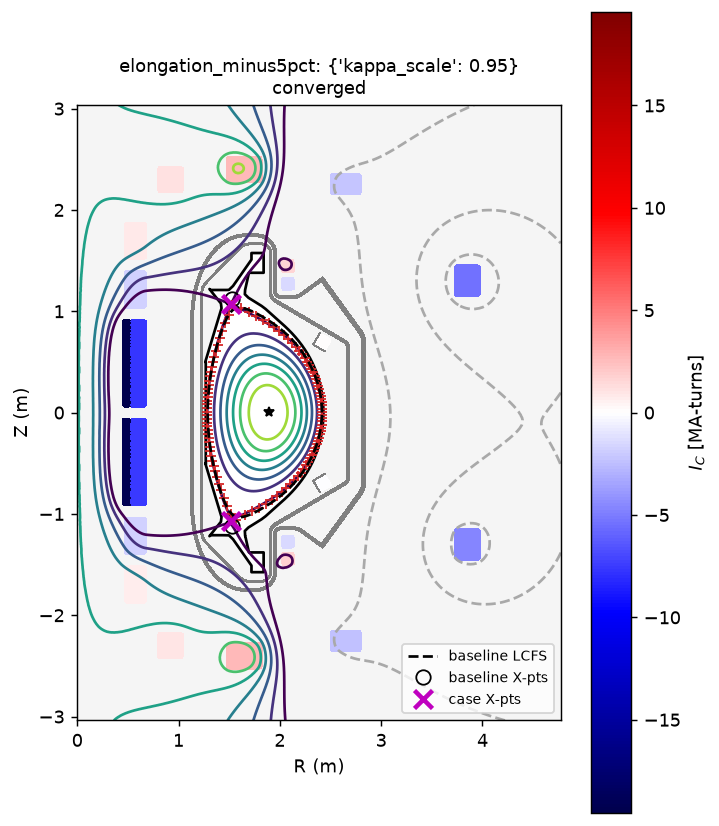 elongation_minus5pct: {'kappa_scale': 0.95}
converged
3
2
1
0
−1
−2
−3
Z (m)
0
1
2
3
4
R (m)
baseline LCFS
baseline X-pts
case X-pts
15
10
5
0
−5
−10
−15
I_C [MA-turns]